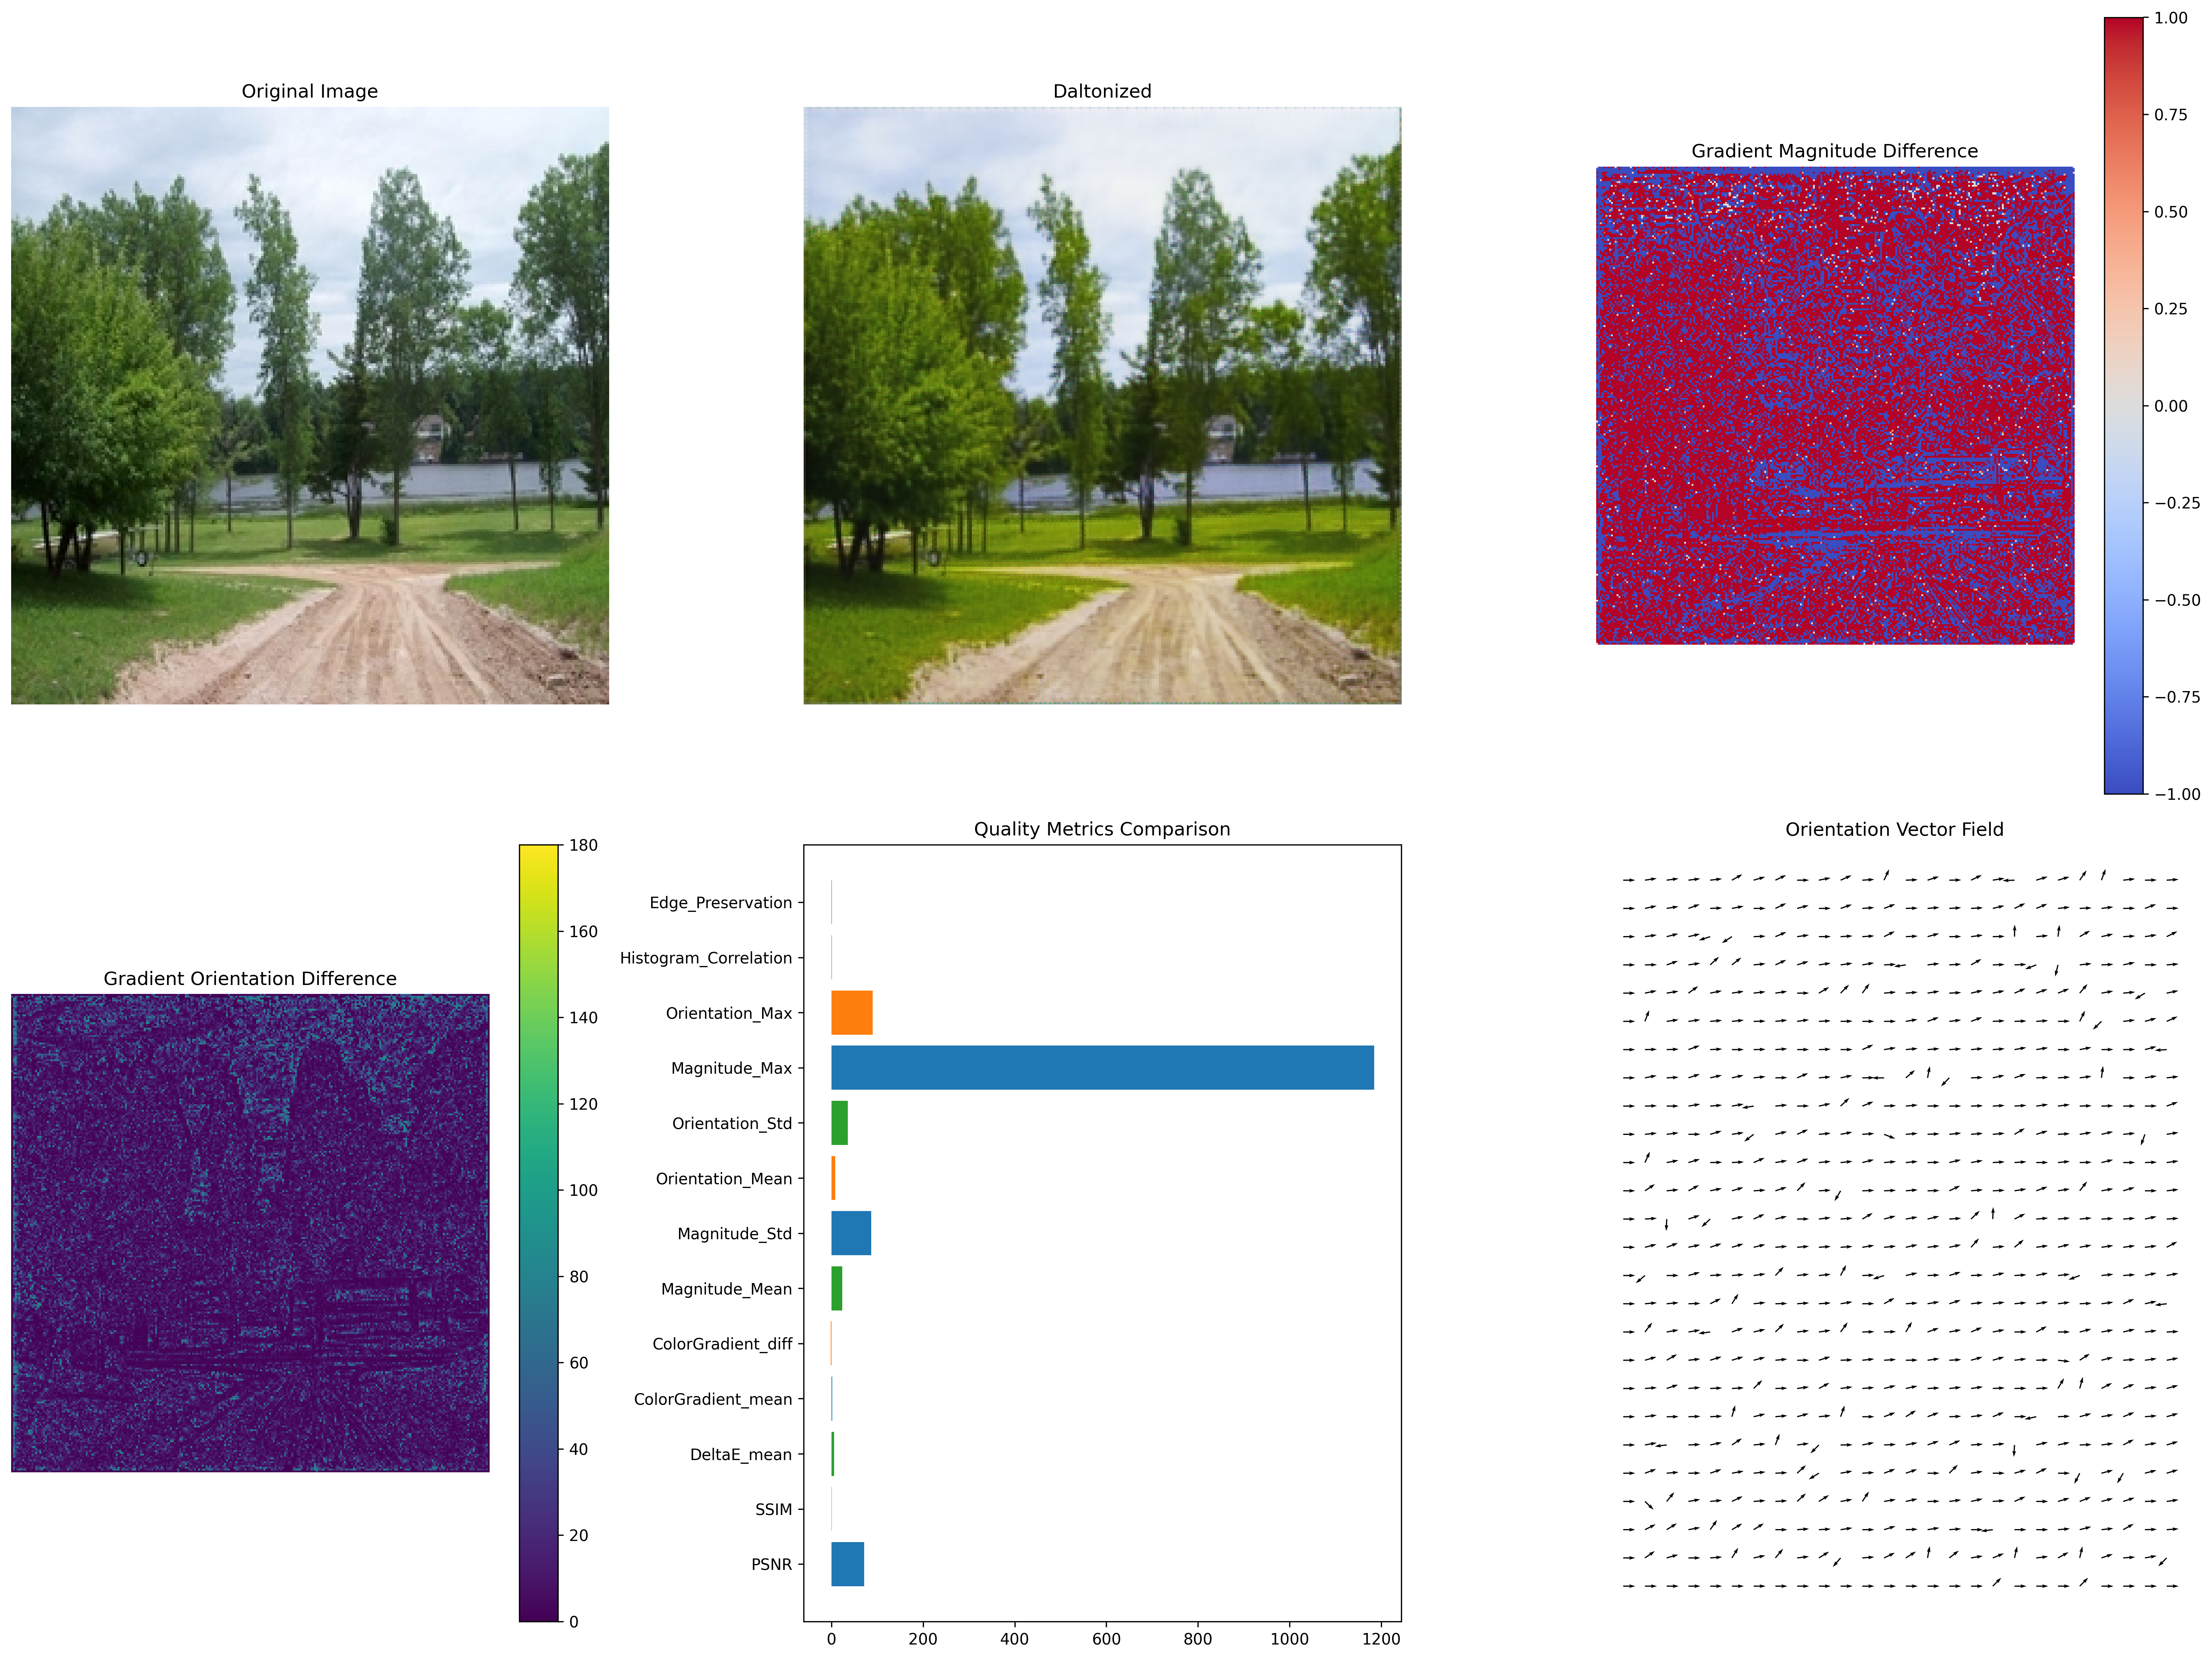 Original Image
Daltonized
Gradient Magnitude Difference
1.00
0.75
0.50
0.25
0.00
−0.25
−0.50
−0.75
−1.00
Gradient Orientation Difference
180
160
140
120
100
80
60
40
20
0
Quality Metrics Comparison
Edge_Preservation
Histogram_Correlation
Orientation_Max
Magnitude_Max
Orientation_Std
Orientation_Mean
Magnitude_Std
Magnitude_Mean
ColorGradient_diff
ColorGradient_mean
DeltaE_mean
SSIM
PSNR
0 200 400 600 800 1000 1200
Orientation Vector Field